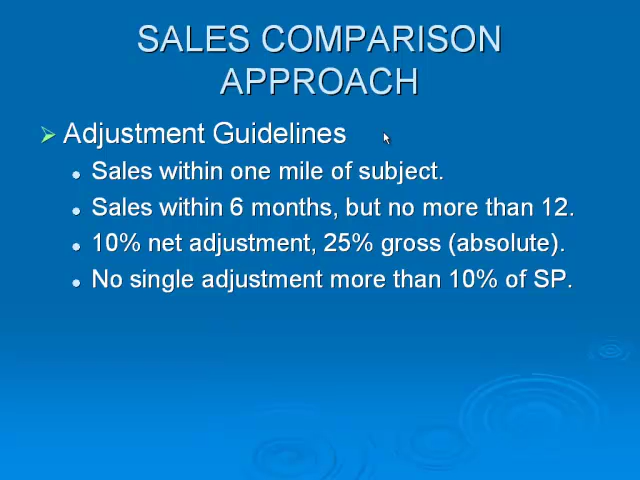 SALES COMPARISON
APPROACH
Adjustment Guidelines
Sales within one mile of subject.
Sales within 6 months, but no more than 12.
10% net adjustment, 25% gross (absolute).
No single adjustment more than 10% of SP.